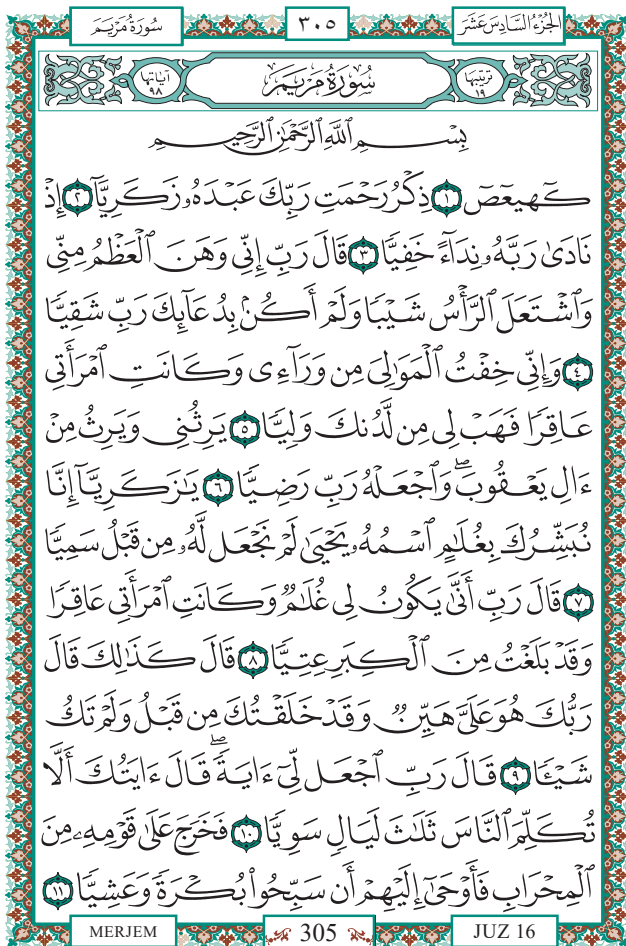 الجُزْءُ السَّادِسَ عَشَرَ ٣٠٥ سُورَةُ مَرْيَمَ
تَرْتِيبُهَا ١٩ سُورَةُ مَرْيَمَ آيَاتُهَا ٩٨
بِسْمِ ٱللَّهِ ٱلرَّحْمَٰنِ ٱلرَّحِيمِ
كٓهيعٓصٓ ١ ذِكْرُ رَحْمَتِ رَبِّكَ عَبْدَهُۥ زَكَرِيَّآ ٢ إِذْ
نَادَىٰ رَبَّهُۥ نِدَآءً خَفِيًّا ٣ قَالَ رَبِّ إِنِّى وَهَنَ ٱلْعَظْمُ مِنِّى
وَٱشْتَعَلَ ٱلرَّأْسُ شَيْبًا وَلَمْ أَكُنۢ بِدُعَآئِكَ رَبِّ شَقِيًّا
٤ وَإِنِّى خِفْتُ ٱلْمَوَٰلِىَ مِن وَرَآءِى وَكَانَتِ ٱمْرَأَتِى
عَاقِرًا فَهَبْ لِى مِن لَّدُنكَ وَلِيًّا ٥ يَرِثُنِى وَيَرِثُ مِنْ
ءَالِ يَعْقُوبَ ۖ وَٱجْعَلْهُ رَبِّ رَضِيًّا ٦ يَٰزَكَرِيَّآ إِنَّا
نُبَشِّرُكَ بِغُلَٰمٍ ٱسْمُهُۥ يَحْيَىٰ لَمْ نَجْعَل لَّهُۥ مِن قَبْلُ سَمِيًّا
٧ قَالَ رَبِّ أَنَّىٰ يَكُونُ لِى غُلَٰمٌ وَكَانَتِ ٱمْرَأَتِى عَاقِرًا
وَقَدْ بَلَغْتُ مِنَ ٱلْكِبَرِ عِتِيًّا ٨ قَالَ كَذَٰلِكَ قَالَ
رَبُّكَ هُوَ عَلَىَّ هَيِّنٌ وَقَدْ خَلَقْتُكَ مِن قَبْلُ وَلَمْ تَكُ
شَيْـًٔا ٩ قَالَ رَبِّ ٱجْعَل لِّىٓ ءَايَةً ۚ قَالَ ءَايَتُكَ أَلَّا
تُكَلِّمَ ٱلنَّاسَ ثَلَٰثَ لَيَالٍ سَوِيًّا ١٠ فَخَرَجَ عَلَىٰ قَوْمِهِۦ مِنَ
ٱلْمِحْرَابِ فَأَوْحَىٰٓ إِلَيْهِمْ أَن سَبِّحُوا۟ بُكْرَةً وَعَشِيًّا ١١
MERJEM 305 JUZ 16